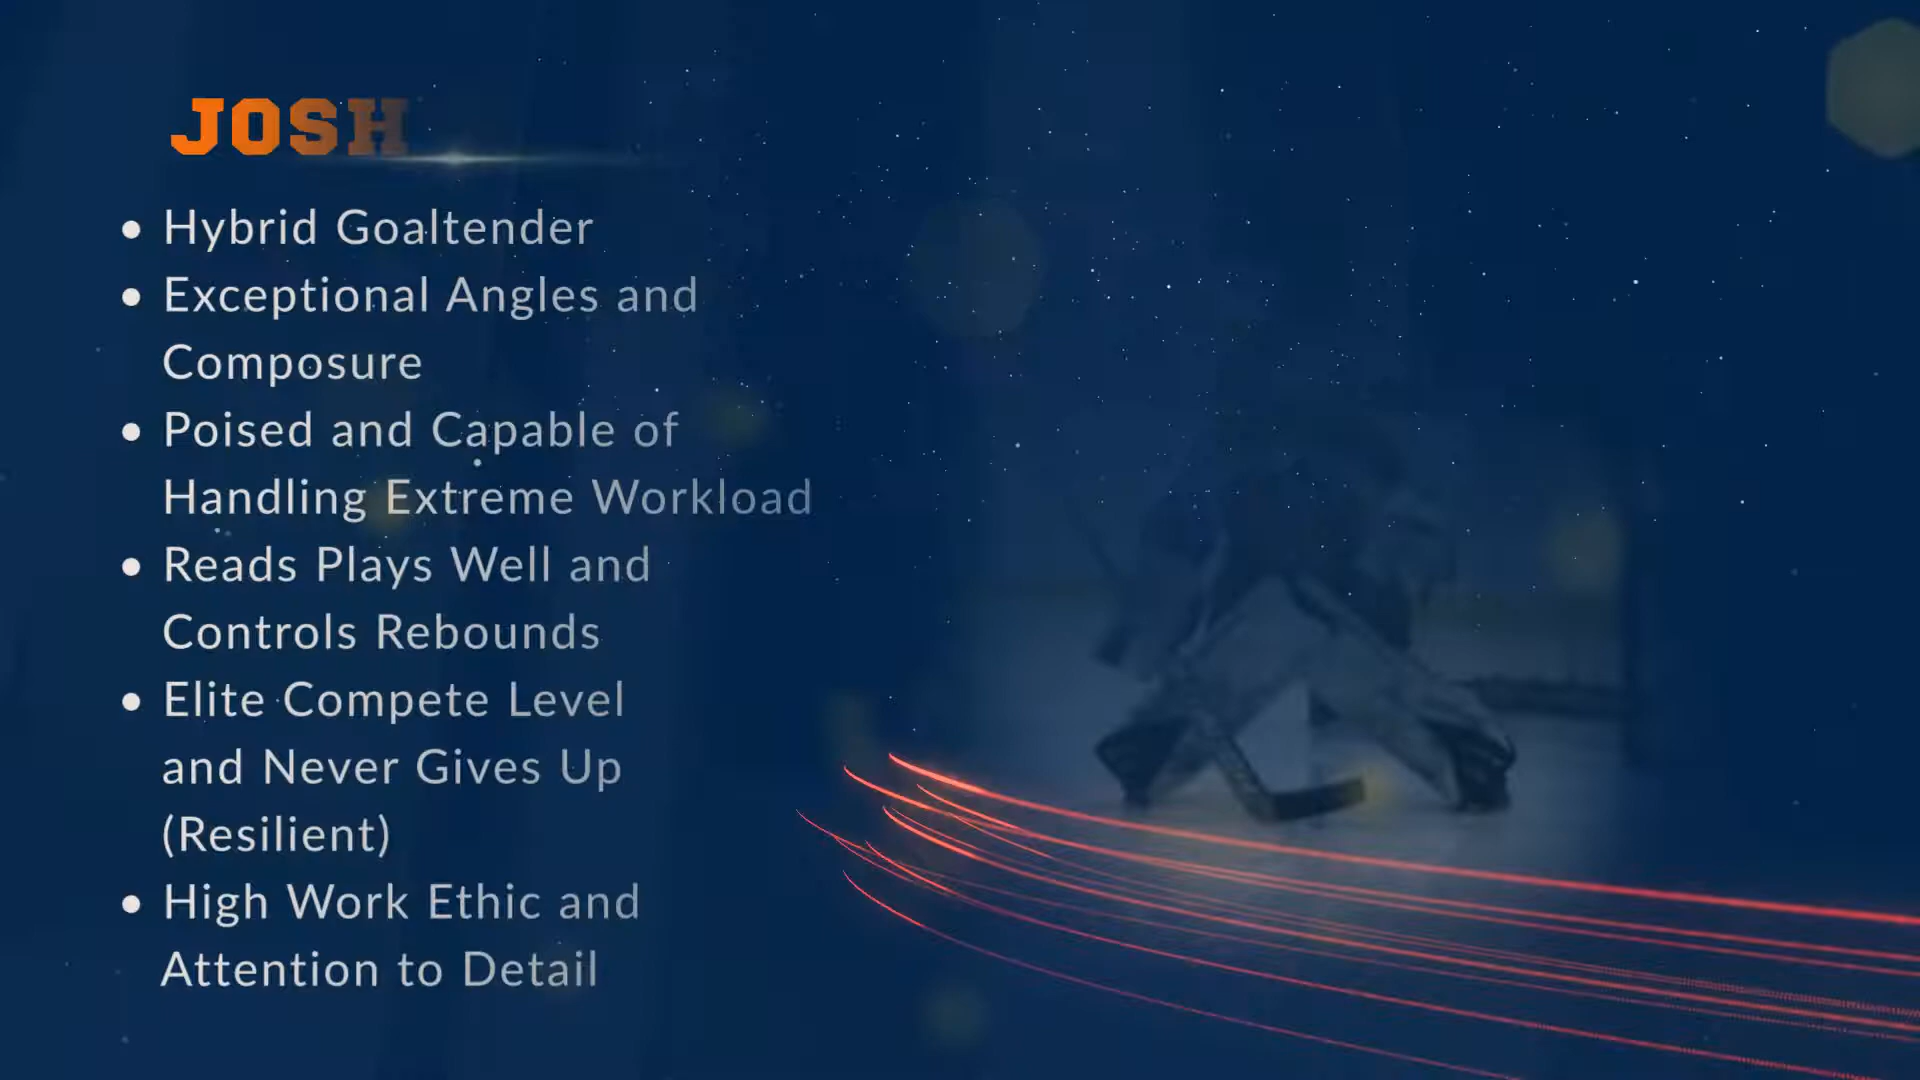 JOSH
• Hybrid Goaltender
• Exceptional Angles and
Composure
• Poised and Capable of
Handling Extreme Workload
• Reads Plays Well and
Controls Rebounds
• Elite Compete Level
and Never Gives Up
(Resilient)
• High Work Ethic and
Attention to Detail